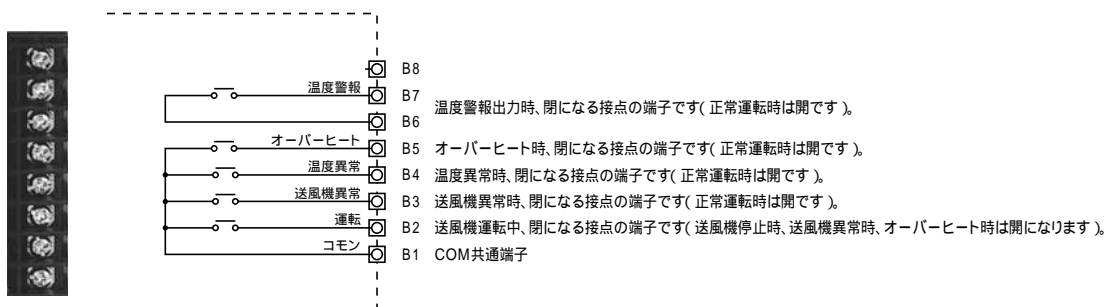 B8
温度警報
B7
温度警報出力時、閉になる接点の端子です(正常運転時は開です)。
B6
オーバーヒート
B5 オーバーヒート時、閉になる接点の端子です(正常運転時は開です)。
温度異常
B4 温度異常時、閉になる接点の端子です(正常運転時は開です)。
送風機異常
B3 送風機異常時、閉になる接点の端子です(正常運転時は開です)。
運転
B2 送風機運転中、閉になる接点の端子です(送風機停止時、送風機異常時、オーバーヒート時は開になります)。
コモン
B1 COM共通端子